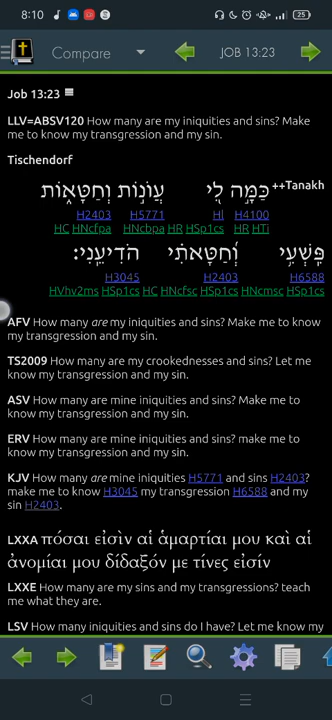 8:10
25
Compare
JOB 13:23
Job 13:23
LLV=ABSV120 How many are my iniquities and sins? Make
me to know my transgression and my sin.
Tischendorf
++Tanakh כַּמָּ֣ה לִ֭י עֲוֺנ֣וֹת וְחַטָּא֑וֹת
H2403 H5771 Hl H4100
HC HNcfpa HNcbpa HR HSp1cs HR HTi
פִּֽשְׁעִ֥י וְ֝חַטָּאתִ֗י הֹדִיעֵֽנִי׃
H3045 H2403 H6588
HVhv2ms HSp1cs HC HNcfsc HSp1cs HNcmsc HSp1cs
AFV How many are my iniquities and sins? Make me to know
my transgression and my sin.
TS2009 How many are my crookednesses and sins? Let me
know my transgression and my sin.
ASV How many are mine iniquities and sins? Make me to
know my transgression and my sin.
ERV How many are mine iniquities and sins? make me to
know my transgression and my sin.
KJV How many are mine iniquities H5771 and sins H2403?
make me to know H3045 my transgression H6588 and my
sin H2403.
LXXA πόσαι εἰσὶν αἱ ἁμαρτίαι μου καὶ αἱ
ἀνομίαι μου δίδαξόν με τίνες εἰσίν
LXXE How many are my sins and my transgressions? teach
me what they are.
LSV How many iniquities and sins do I have? Let me know my